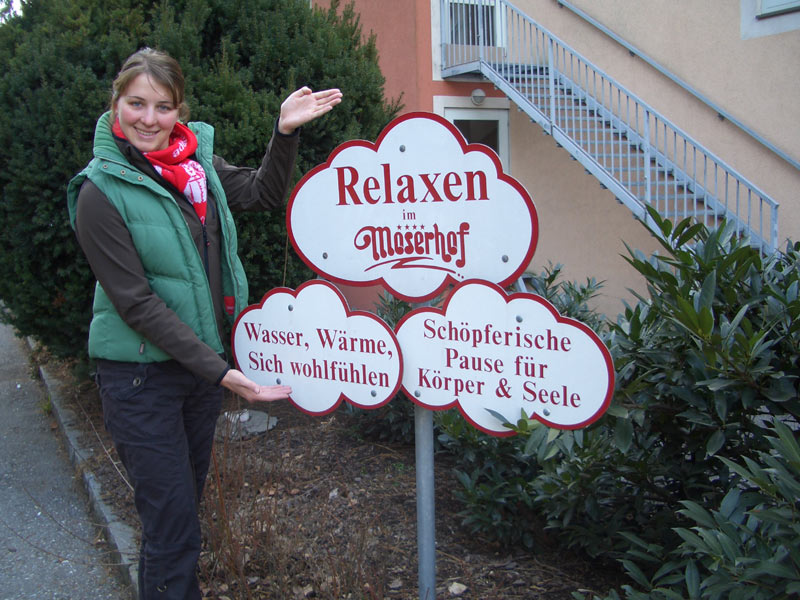 Relaxen
im
Moserhof
Wasser, Wärme,
Sich wohlfühlen
Schöpferische
Pause für
Körper & Seele